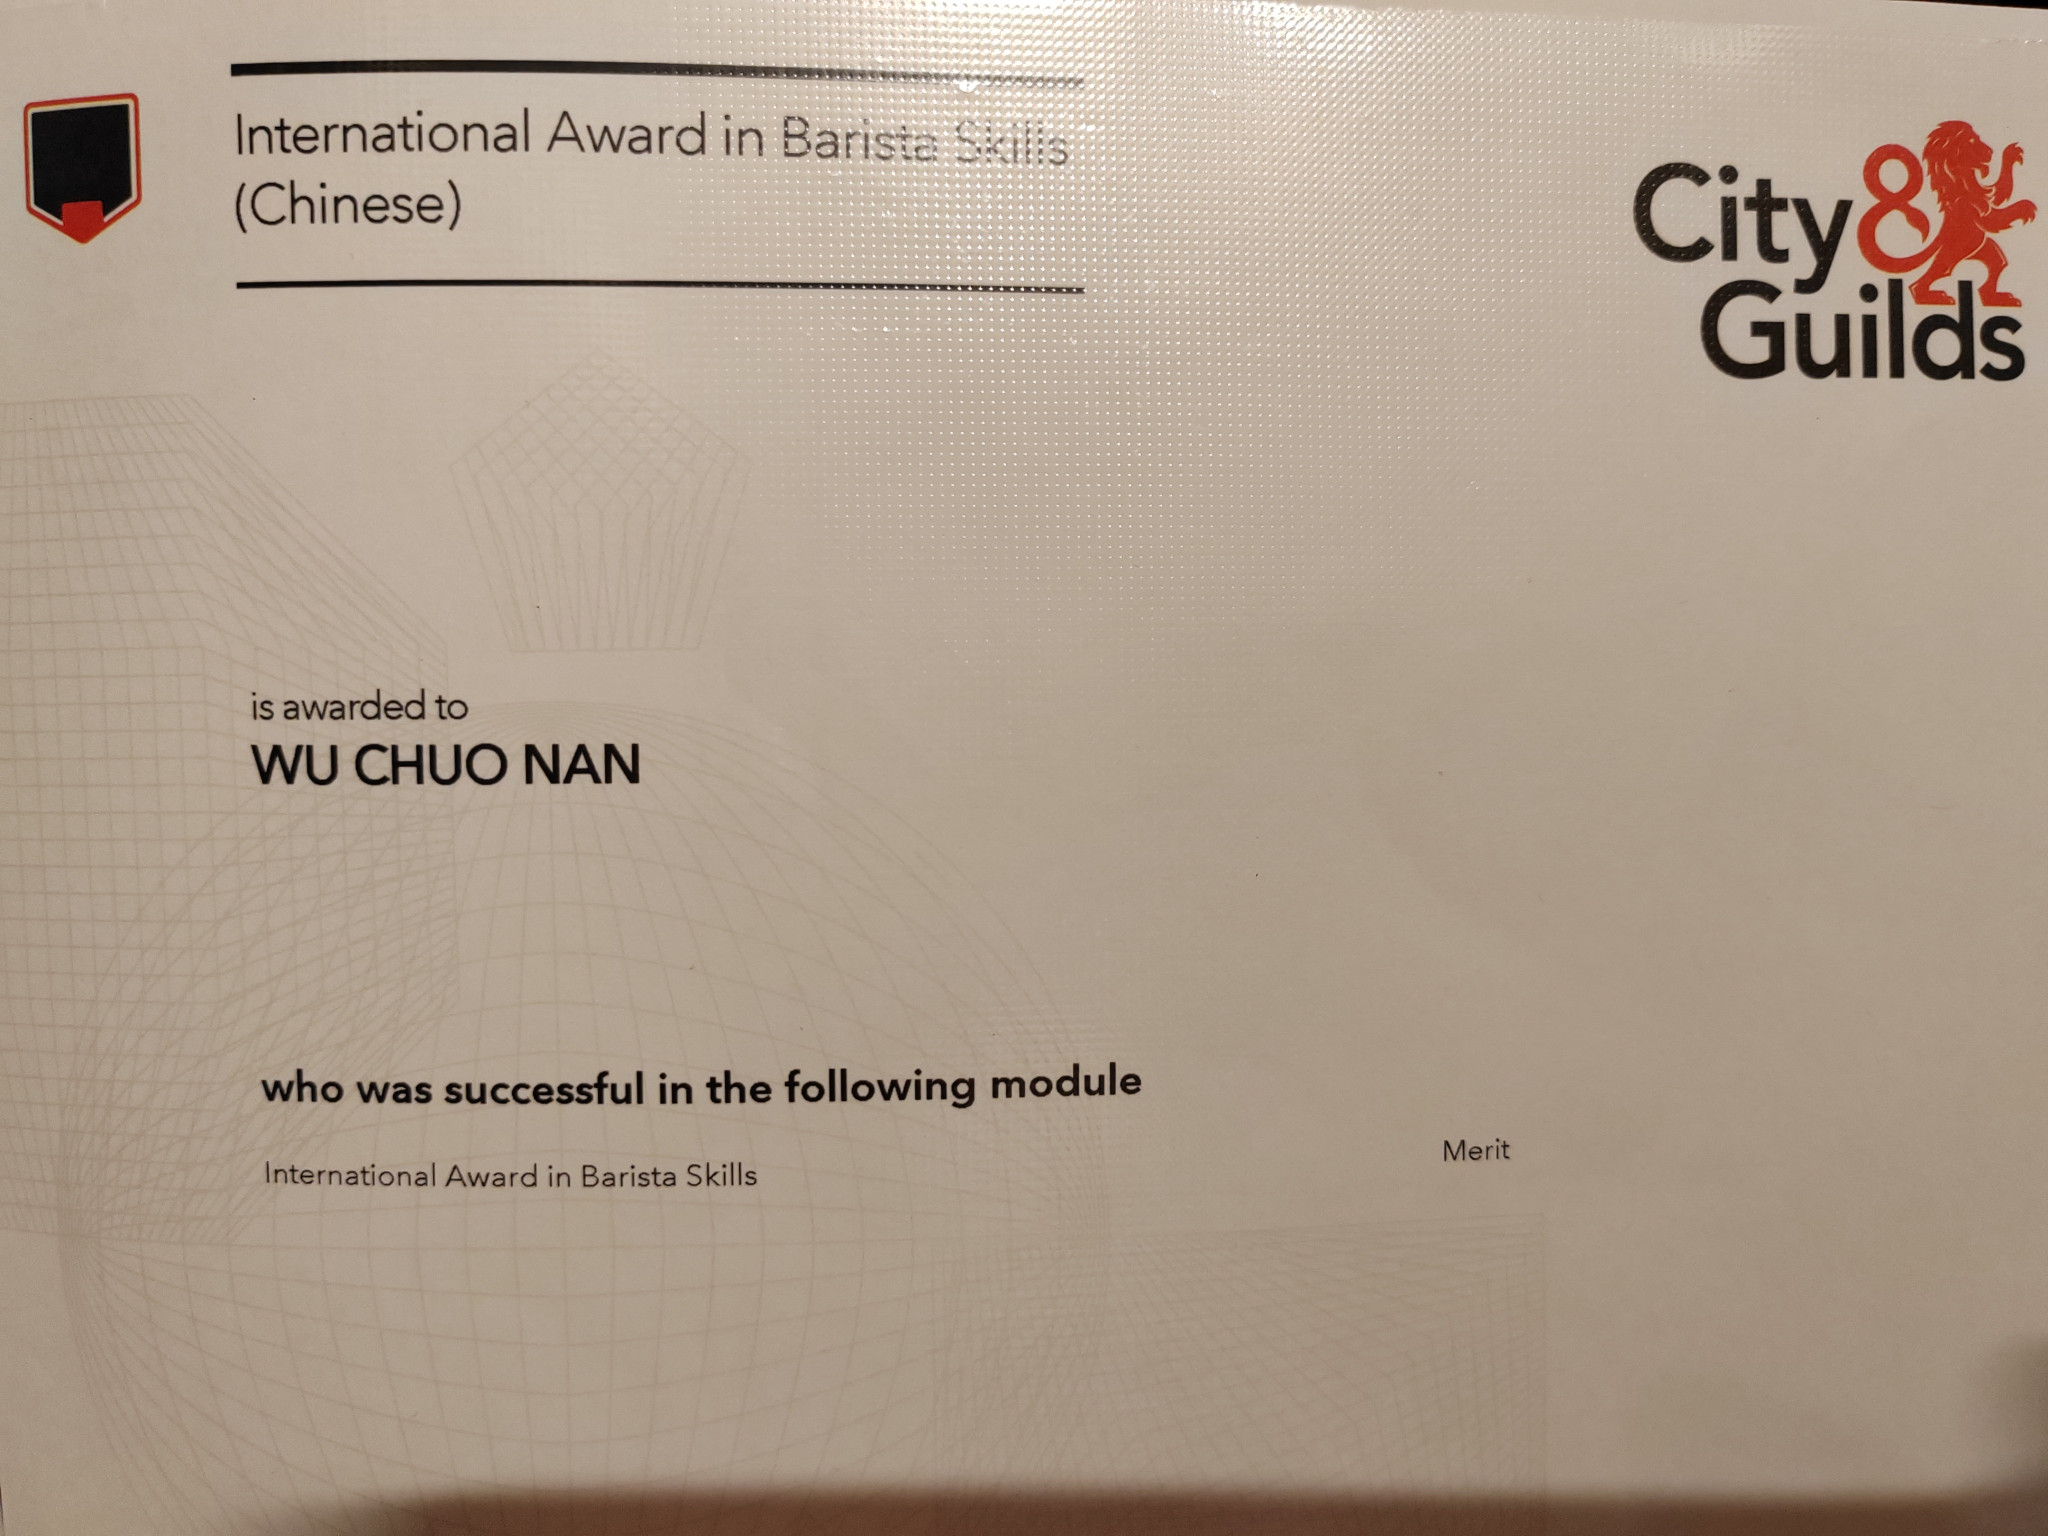 International Award in Barista Skills
(Chinese)
City &
Guilds
is awarded to
WU CHUO NAN
who was successful in the following module
International Award in Barista Skills
Merit